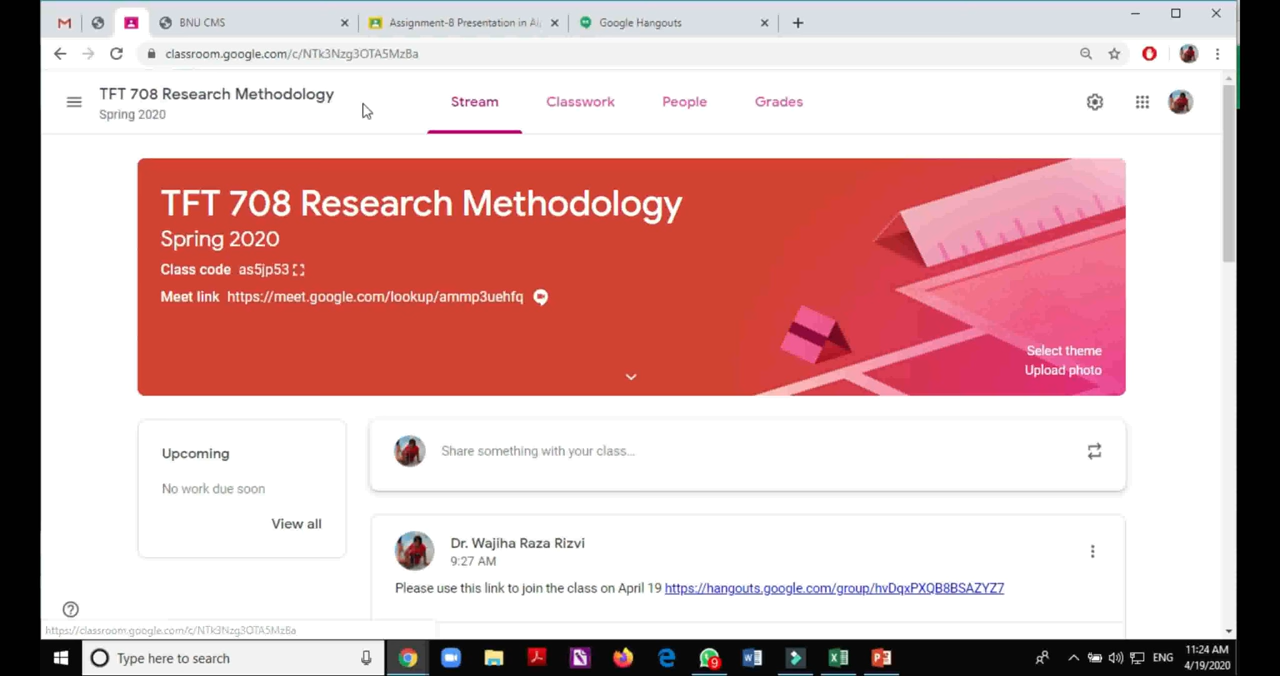 BNU CMS
Assignment-8 Presentation in
Google Hangouts
classroom.google.com/c/NTk3Nzg3OTA5MzBa
TFT 708 Research Methodology
Spring 2020
Stream
Classwork
People
Grades
TFT 708 Research Methodology
Spring 2020
Class code as5jp53
Meet link https://meet.google.com/lookup/ammp3uehfq
Select theme
Upload photo
Upcoming
No work due soon
View all
Share something with your class...
Dr. Wajiha Raza Rizvi
9:27 AM
Please use this link to join the class on April 19 https://hangouts.google.com/group/hvDqxPXQB8BSAZYZ7
https://classroom.google.com/c/NTk3Nzg3OTA5MzBa
Type here to search
9
ENG
11:24 AM
4/19/2020